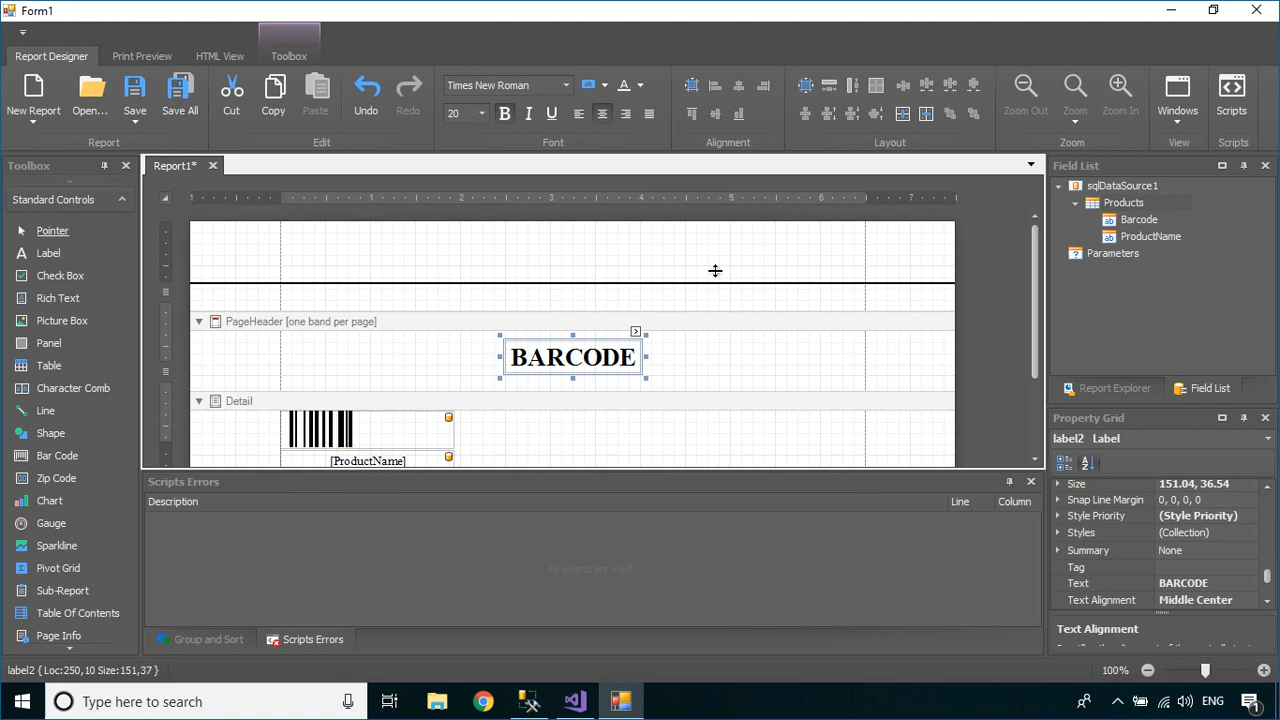 Form1
Report Designer
Print Preview
HTML View
Toolbox
New Report
Open...
Save
Save All
Cut
Copy
Paste
Undo
Redo
Times New Roman
20
B
I
U
Zoom Out
Zoom
Zoom In
Windows
Scripts
Report
Edit
Font
Alignment
Layout
Zoom
View
Scripts
Toolbox
Standard Controls
Pointer
Label
Check Box
Rich Text
Picture Box
Panel
Table
Character Comb
Line
Shape
Bar Code
Zip Code
Chart
Gauge
Sparkline
Pivot Grid
Sub-Report
Table Of Contents
Page Info
Report1*
1 2 3 4 5 6 7
PageHeader [one band per page]
BARCODE
Detail
[ProductName]
Scripts Errors
Description
Line
Column
All scripts are valid.
Group and Sort
Scripts Errors
Field List
sqlDataSource1
Products
Barcode
ProductName
Parameters
Report Explorer
Field List
Property Grid
label2 Label
Size 151.04, 36.54
Snap Line Margin 0, 0, 0, 0
Style Priority (Style Priority)
Styles (Collection)
Summary None
Tag
Text BARCODE
Text Alignment Middle Center
Text Alignment
label2 { Loc:250,10 Size:151,37 }
100%
Type here to search
ENG